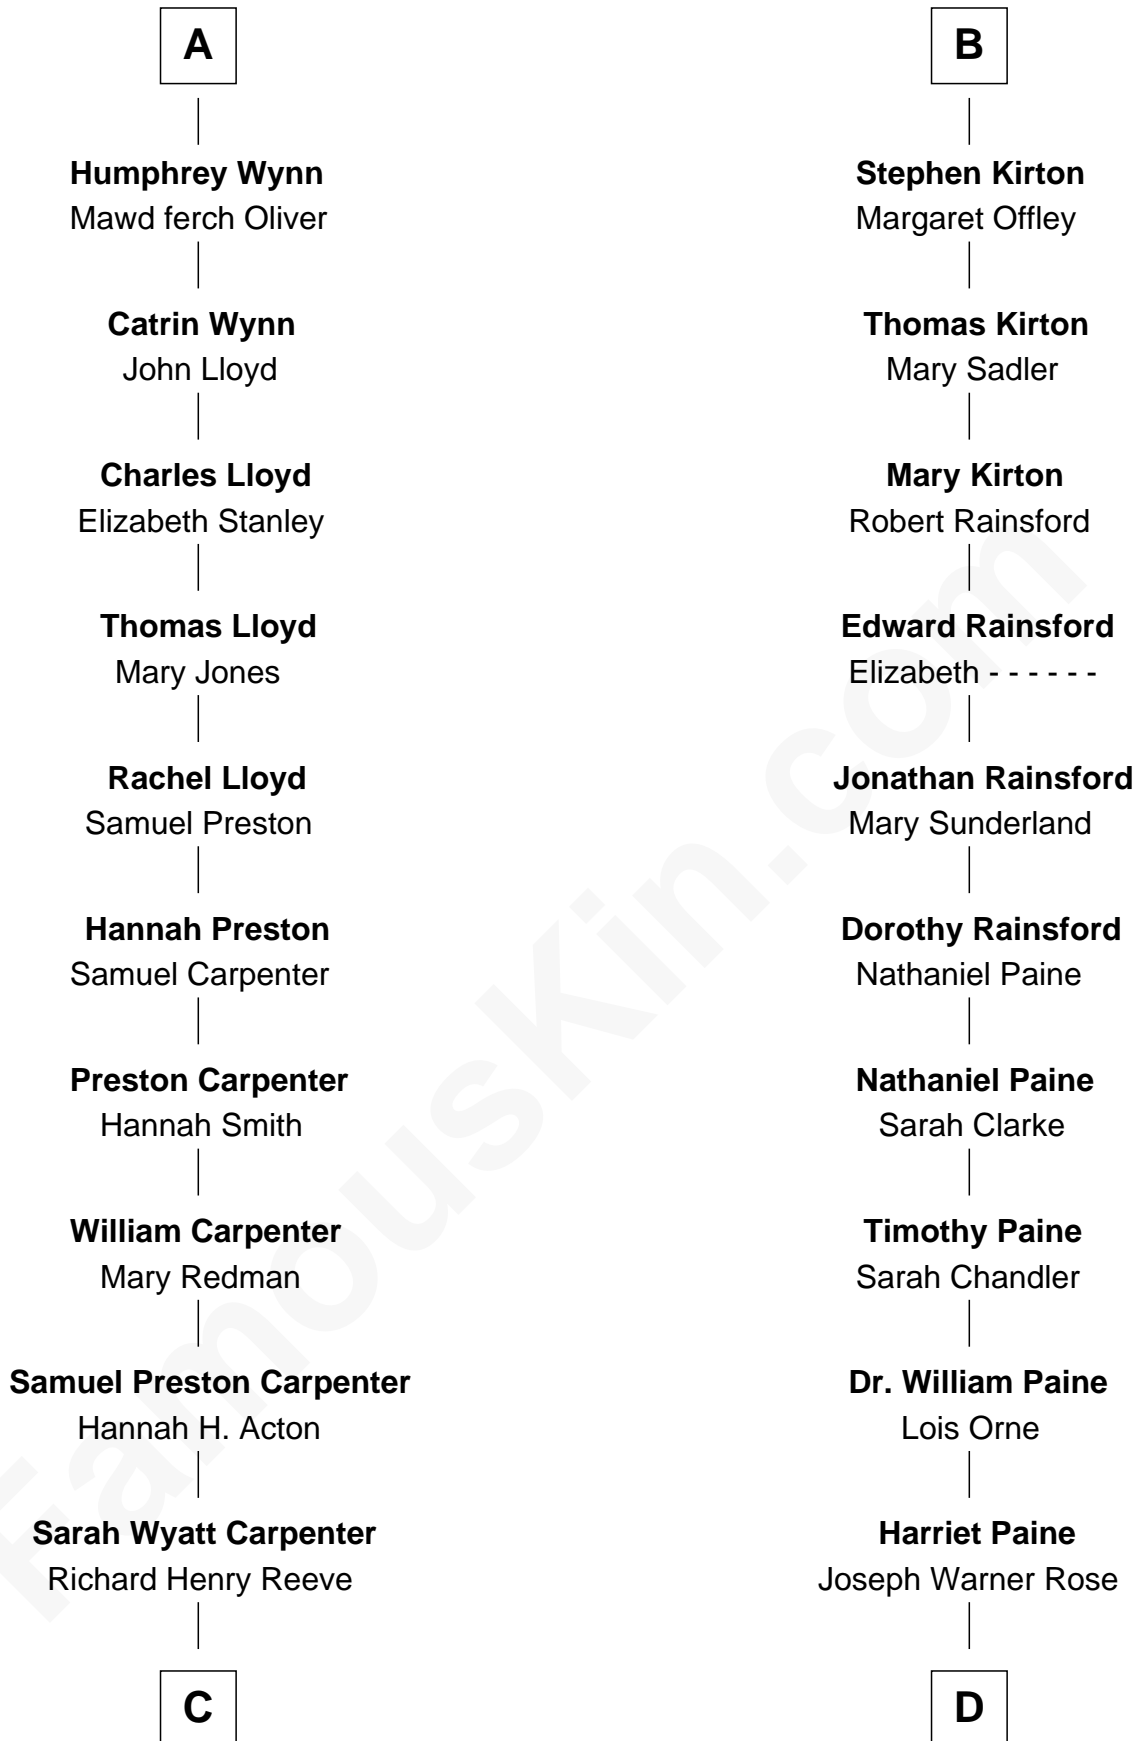 A
Humphrey Wynn
Mawd ferch Oliver
Catrin Wynn
John Lloyd
Charles Lloyd
Elizabeth Stanley
Thomas Lloyd
Mary Jones
Rachel Lloyd
Samuel Preston
Hannah Preston
Samuel Carpenter
Preston Carpenter
Hannah Smith
William Carpenter
Mary Redman
Samuel Preston Carpenter
Hannah H. Acton
Sarah Wyatt Carpenter
Richard Henry Reeve
C
B
Stephen Kirton
Margaret Offley
Thomas Kirton
Mary Sadler
Mary Kirton
Robert Rainsford
Edward Rainsford
Elizabeth - - - - - -
Jonathan Rainsford
Mary Sunderland
Dorothy Rainsford
Nathaniel Paine
Nathaniel Paine
Sarah Clarke
Timothy Paine
Sarah Chandler
Dr. William Paine
Lois Orne
Harriet Paine
Joseph Warner Rose
D
FamousKin.com